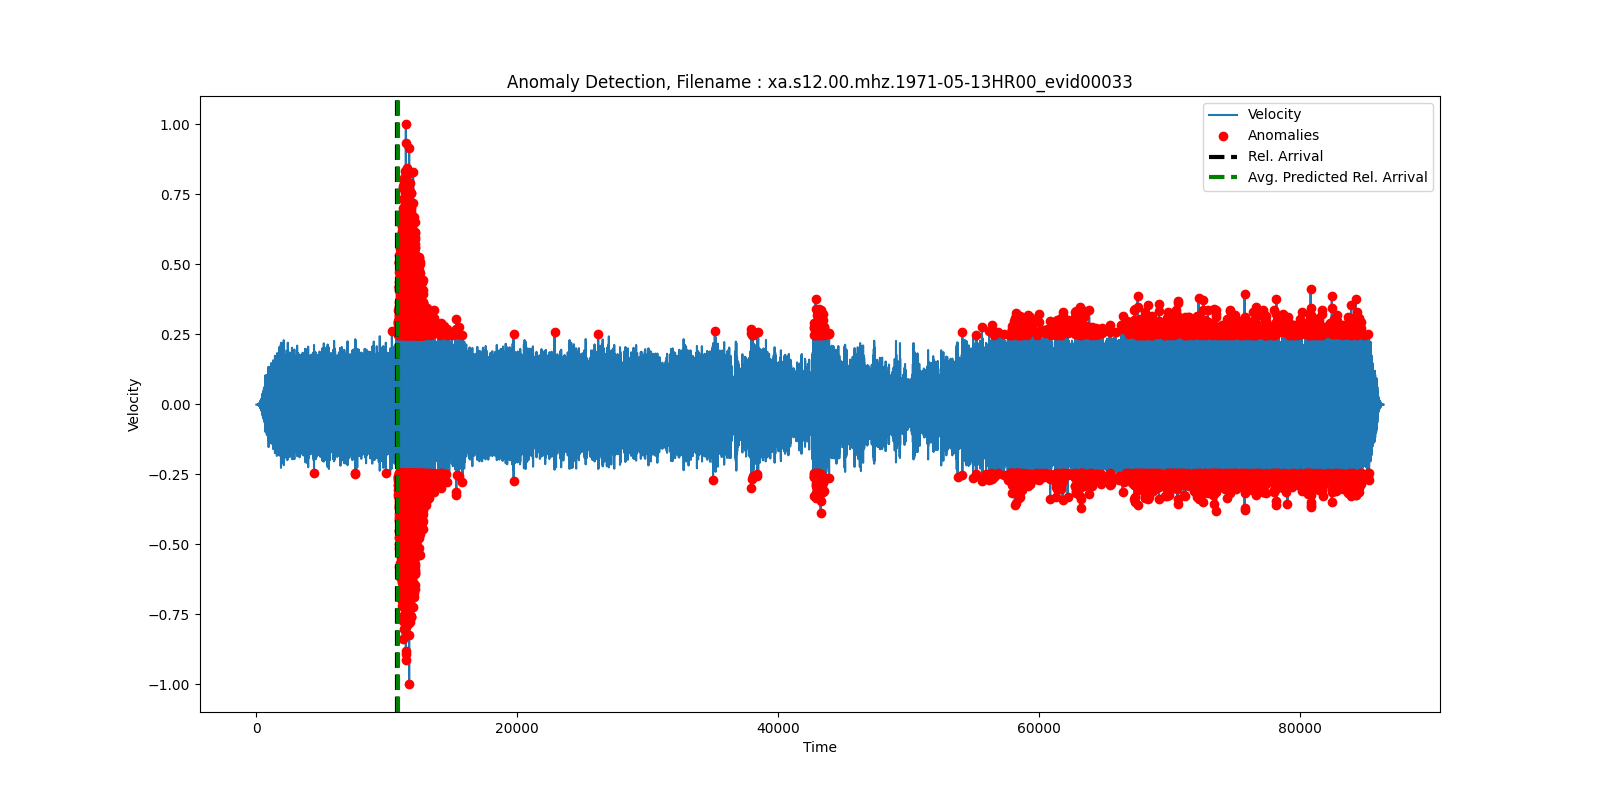 Anomaly Detection, Filename : xa.s12.00.mhz.1971-05-13HR00_evid00033
Velocity
Anomalies
Rel. Arrival
Avg. Predicted Rel. Arrival
1.00
0.75
0.50
0.25
0.00
−0.25
−0.50
−0.75
−1.00
Velocity
0
20000
40000
60000
80000
Time